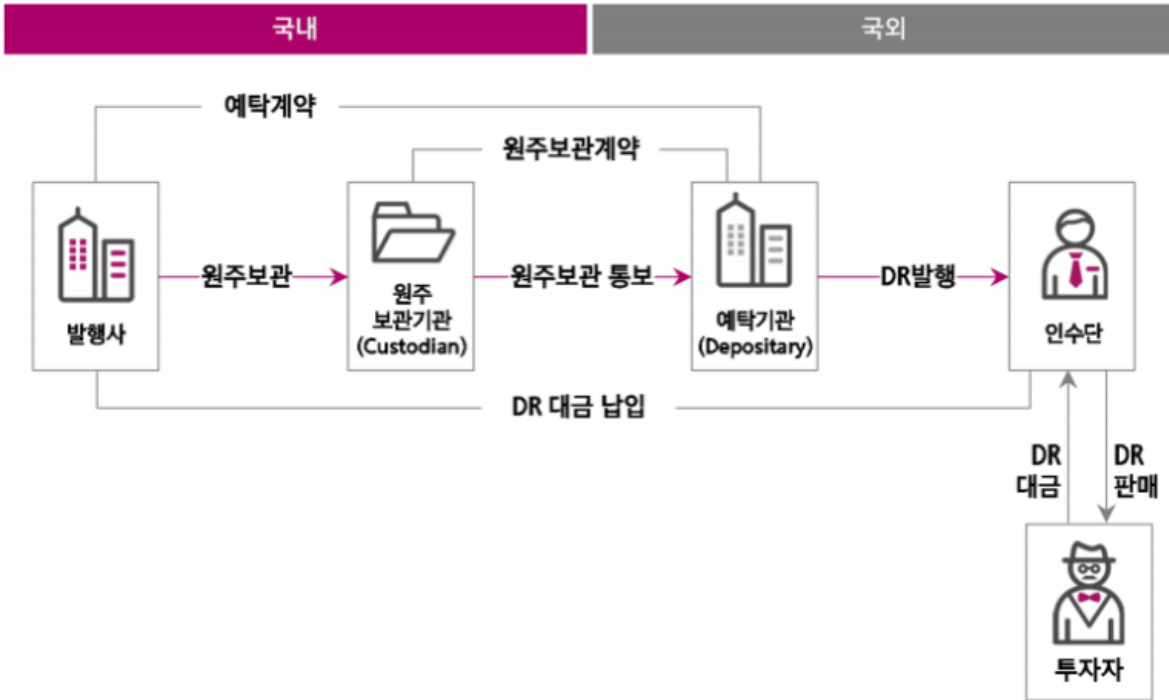 국내
국외
예탁계약
원주보관계약
발행사
원주보관
원주
보관기관
(Custodian)
원주보관 통보
예탁기관
(Depositary)
DR발행
인수단
DR 대금 납입
DR
대금
DR
판매
투자자